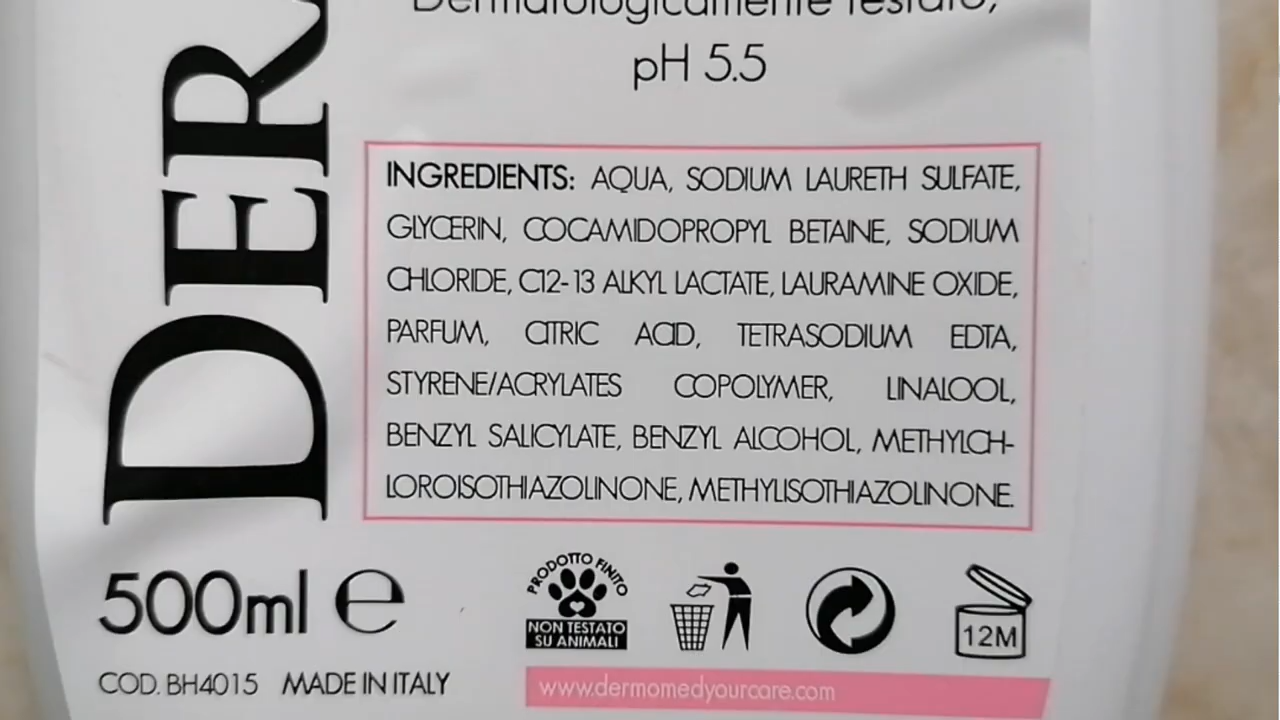 Dermatologicamente Testato,
pH 5.5
DER
INGREDIENTS: AQUA, SODIUM LAURETH SULFATE,
GLYCERIN, COCAMIDOPROPYL BETAINE, SODIUM
CHLORIDE, C12-13 ALKYL LACTATE, LAURAMINE OXIDE,
PARFUM, CITRIC ACID, TETRASODIUM EDTA,
STYRENE/ACRYLATES COPOLYMER, LINALOOL,
BENZYL SALICYLATE, BENZYL ALCOHOL, METHYLCH-
LOROISOTHIAZOLINONE, METHYLISOTHIAZOLINONE.
500ml e
PRODOTTO FINITO
NON TESTATO
SU ANIMALI
12M
COD. BH4015 MADE IN ITALY
www.dermomedyourcare.com